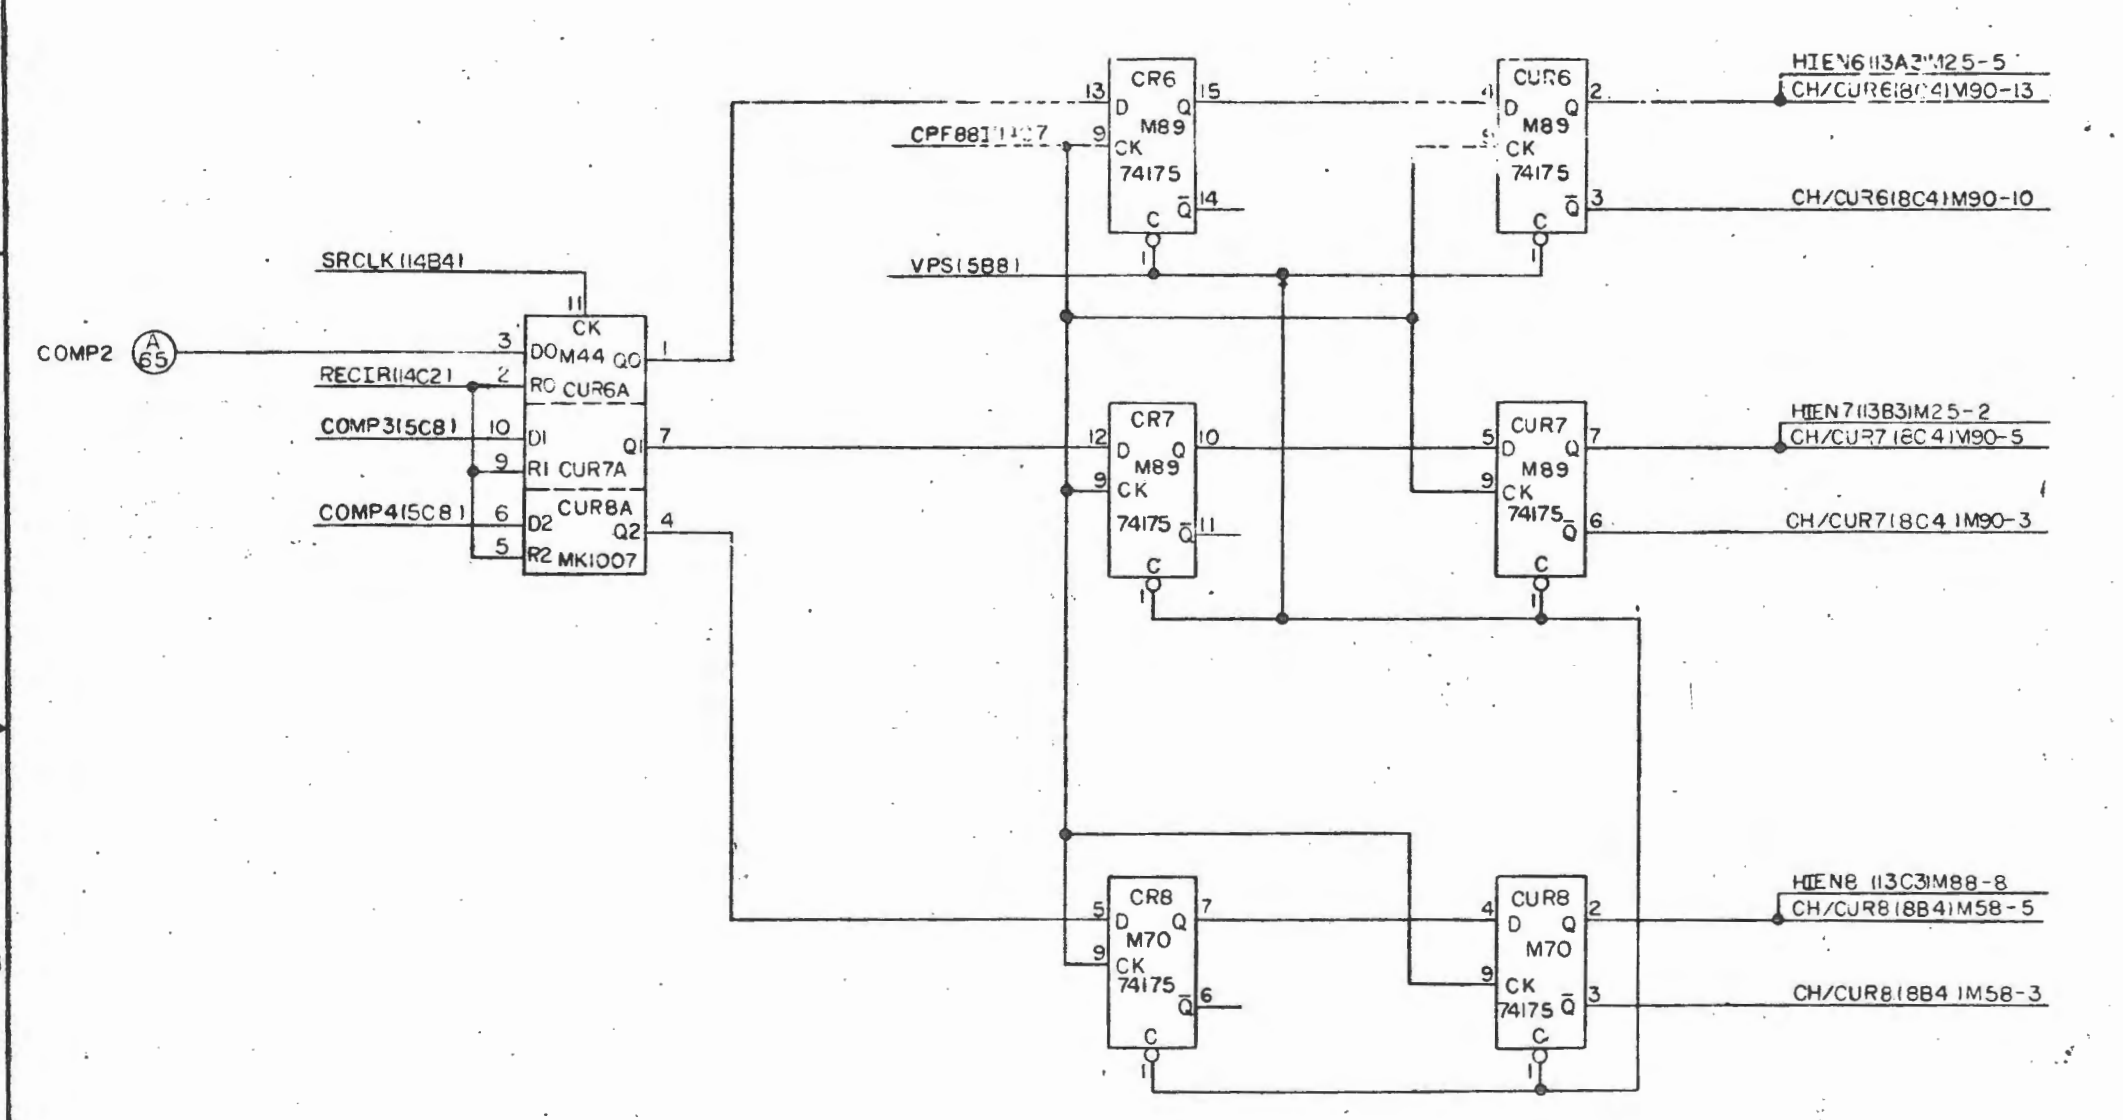 CR6
13
D
Q
15
M89
9
CK
74175
Q̅
14
C
1
CUR6
4
D
Q
2
M89
9
CK
74175
Q̅
3
C
1
CH/CUR6(8C4)M90-13
CH/CUR6(8C4)M90-10
VPS(5B8)
SRCLK(14B4)
11
CK
COMP2
A
65
3
D0
M44
Q0
1
RECIR(14C2)
2
R0
CUR6A
COMP3(5C8)
10
D1
Q1
7
9
R1
CUR7A
COMP4(5C8)
6
D2
CUR8A
Q2
4
5
R2
MK1007
CR7
12
D
Q
10
M89
9
CK
74175
Q̅
11
C
1
CUR7
5
D
Q
7
M89
9
CK
74175
Q̅
6
C
1
HIEN7(13B3)M25-2
CH/CUR7(8C4)M90-5
CH/CUR7(8C4)M90-3
CR8
5
D
Q
7
M70
9
CK
74175
Q̅
6
C
1
CUR8
4
D
Q
2
M70
9
CK
74175
Q̅
3
C
1
HIEN8 (13C3)M88-8
CH/CUR8(8B4)M58-5
CH/CUR8(8B4)M58-3